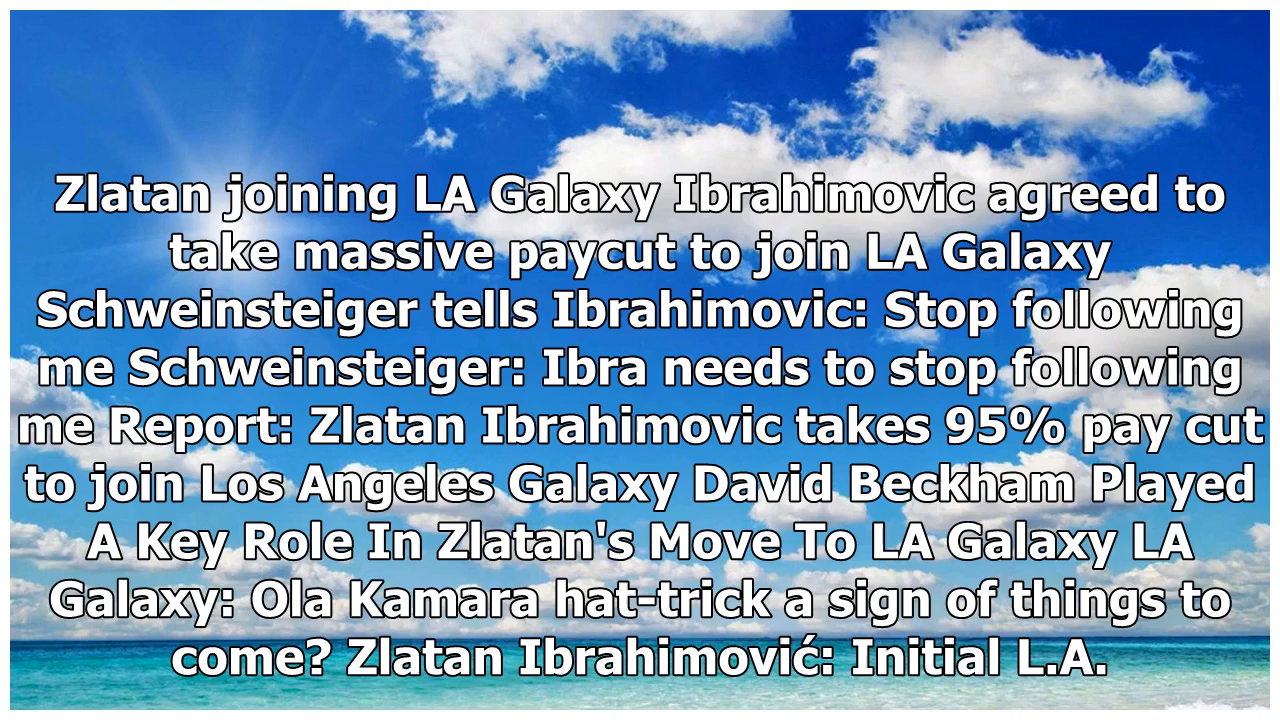 Zlatan joining LA Galaxy Ibrahimovic agreed to
take massive paycut to join LA Galaxy
Schweinsteiger tells Ibrahimovic: Stop following
me Schweinsteiger: Ibra needs to stop following
me Report: Zlatan Ibrahimovic takes 95% pay cut
to join Los Angeles Galaxy David Beckham Played
A Key Role In Zlatan's Move To LA Galaxy LA
Galaxy: Ola Kamara hat-trick a sign of things to
come? Zlatan Ibrahimović: Initial L.A.